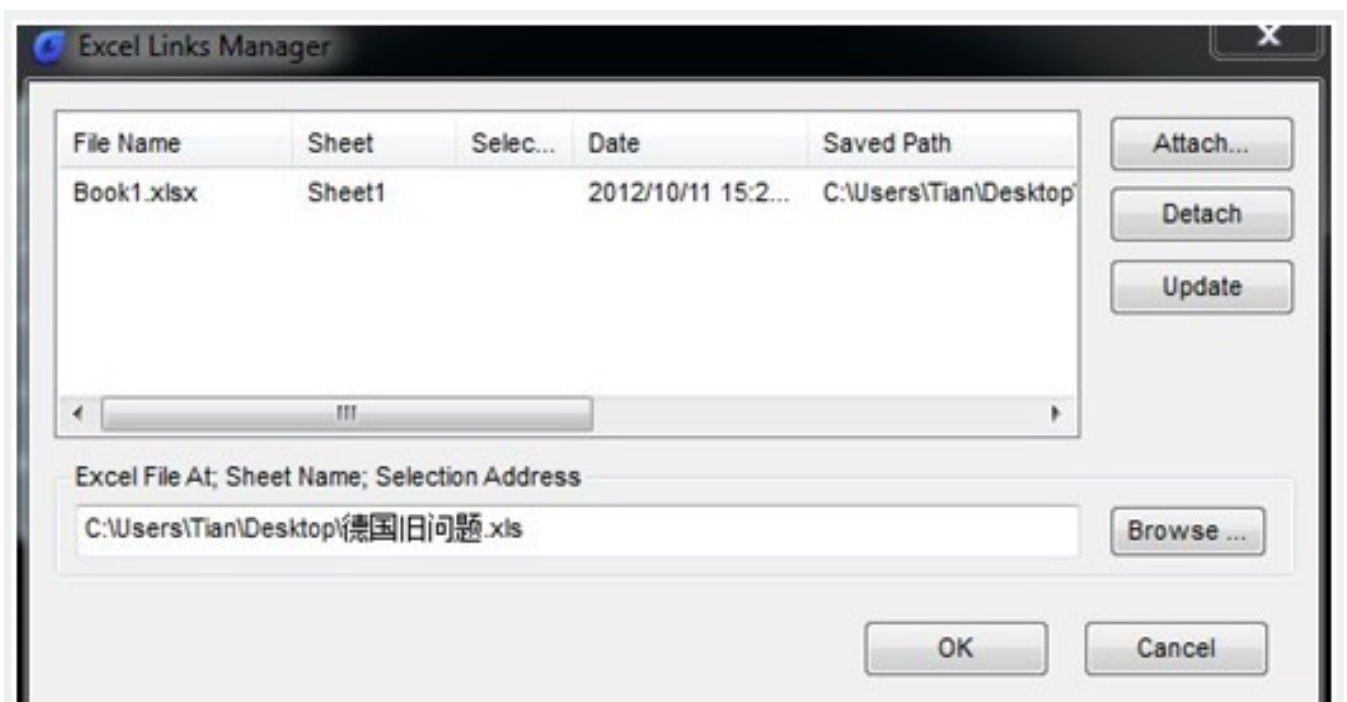 Excel Links Manager
File Name Sheet Selec... Date Saved Path
Book1.xlsx Sheet1 2012/10/11 15:2... C:\Users\Tian\Desktop\
Attach...
Detach
Update
Excel File At; Sheet Name; Selection Address
C:\Users\Tian\Desktop\德国旧问题.xls
Browse ...
OK Cancel